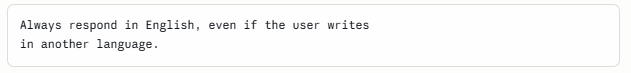 Always respond in English, even if the user writes
in another language.